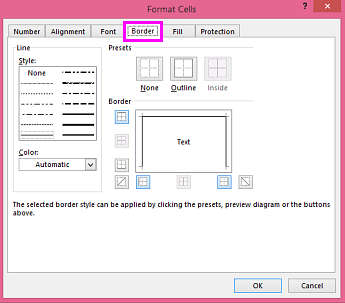 Format Cells
?
Number Alignment Font Border Fill Protection
Line
Style:
None
Color:
Automatic
Presets
None Outline Inside
Border
Text
The selected border style can be applied by clicking the presets, preview diagram or the buttons
above.
OK Cancel